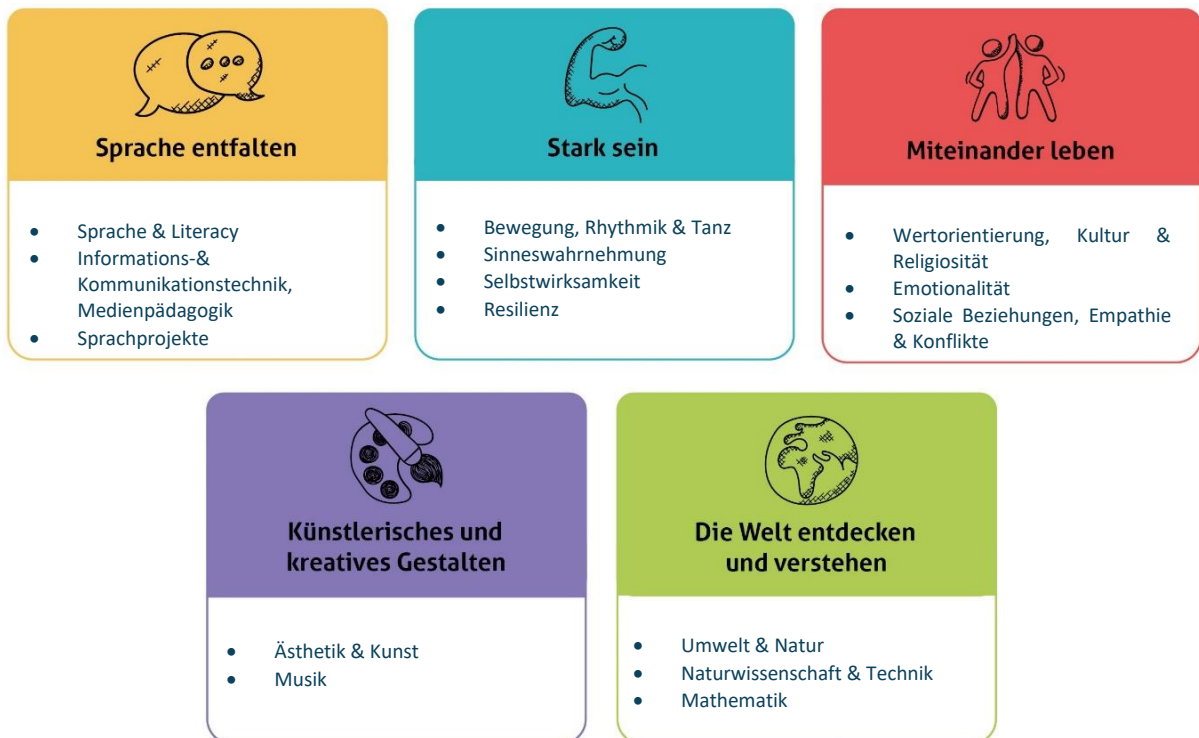 Sprache entfalten
• Sprache & Literacy
• Informations-&
Kommunikationstechnik,
Medienpädagogik
• Sprachprojekte
Stark sein
• Bewegung, Rhythmik & Tanz
• Sinneswahrnehmung
• Selbstwirksamkeit
• Resilienz
Miteinander leben
• Wertorientierung, Kultur &
Religiosität
• Emotionalität
• Soziale Beziehungen, Empathie
& Konflikte
Künstlerisches und
kreatives Gestalten
• Ästhetik & Kunst
• Musik
Die Welt entdecken
und verstehen
• Umwelt & Natur
• Naturwissenschaft & Technik
• Mathematik